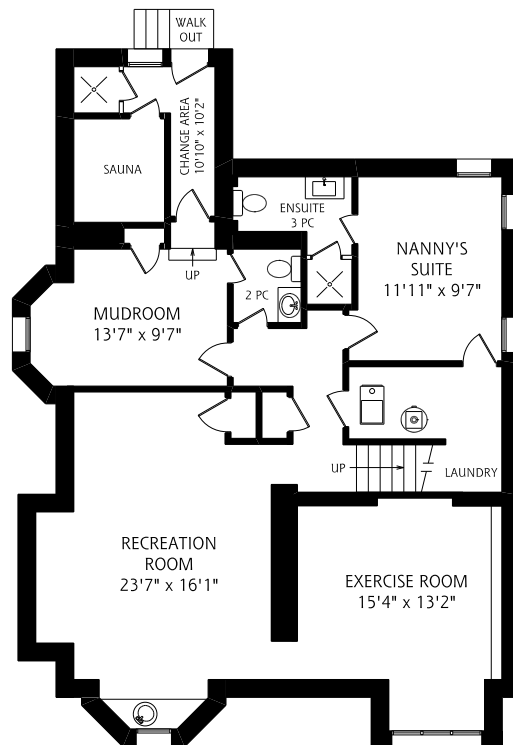 WALK
OUT
CHANGE AREA
10'10" x 10'2"
SAUNA
ENSUITE
3 PC
NANNY'S
SUITE
11'11" x 9'7"
UP
2 PC
MUDROOM
13'7" x 9'7"
UP
LAUNDRY
RECREATION
ROOM
23'7" x 16'1"
EXERCISE ROOM
15'4" x 13'2"